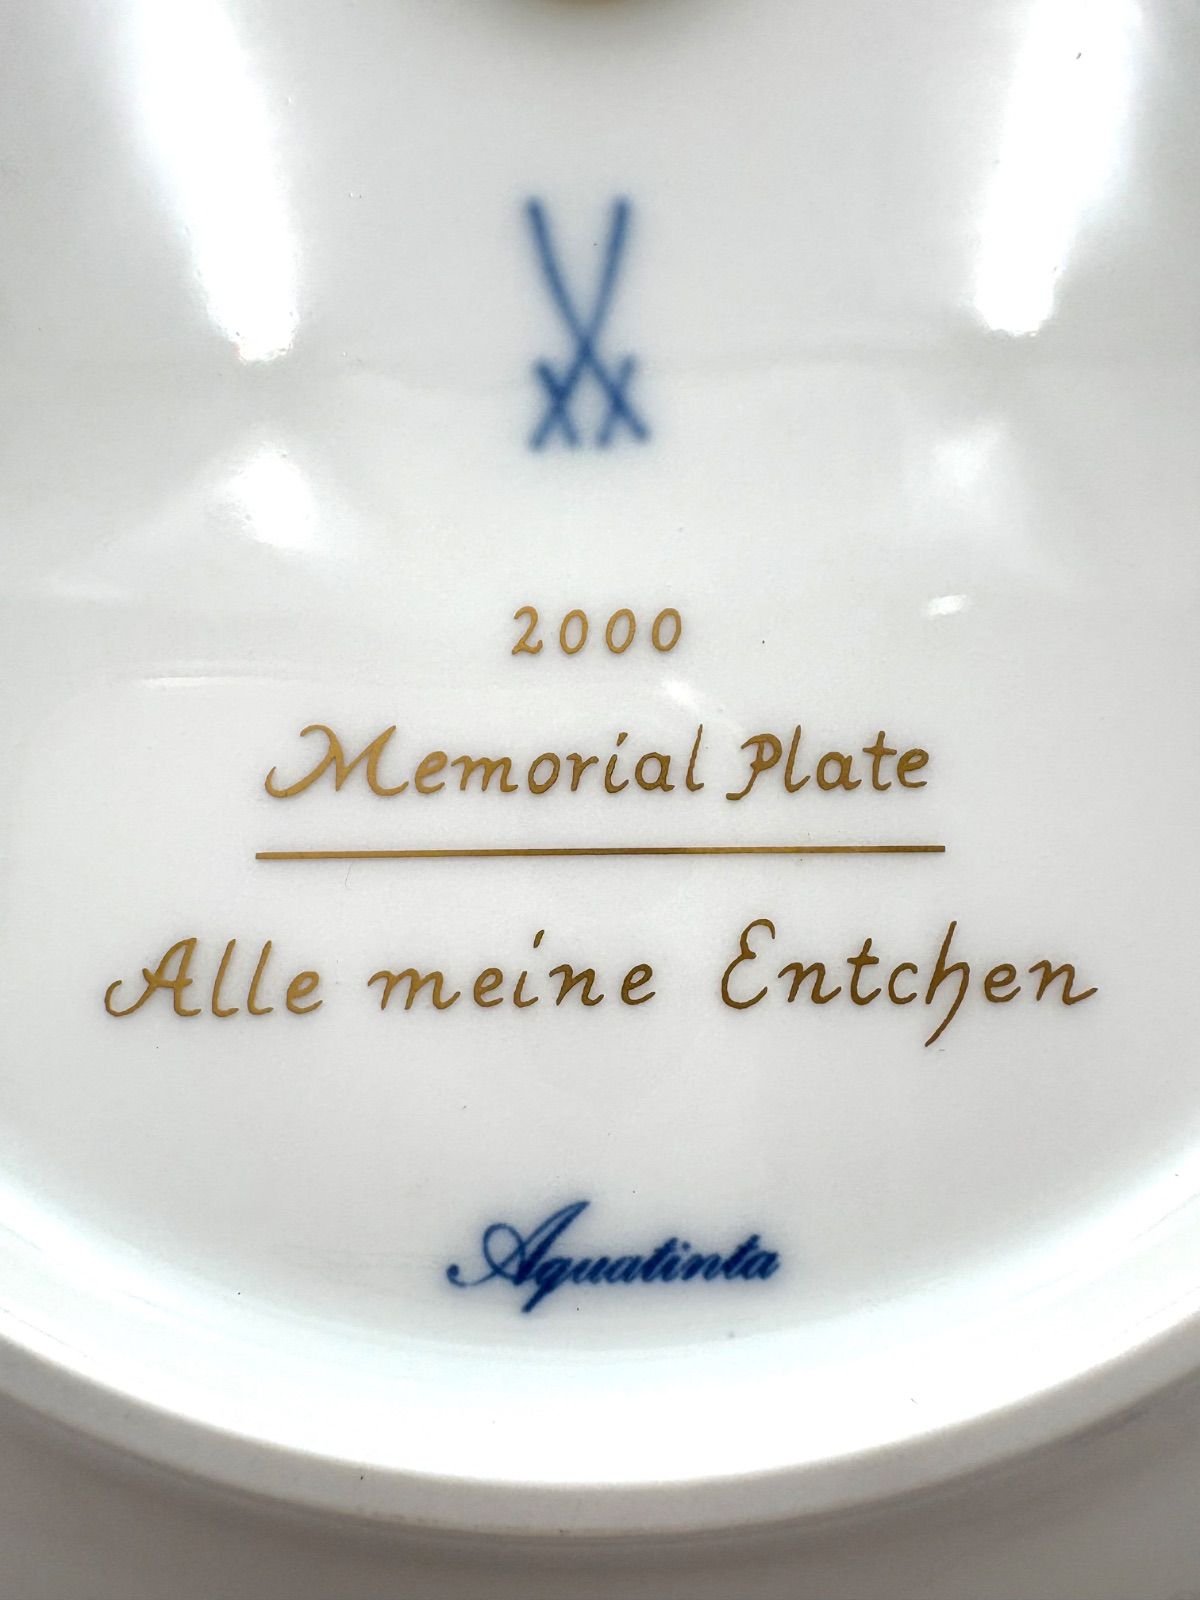 2000
Memorial Plate
Alle meine Entchen
Aquatinta